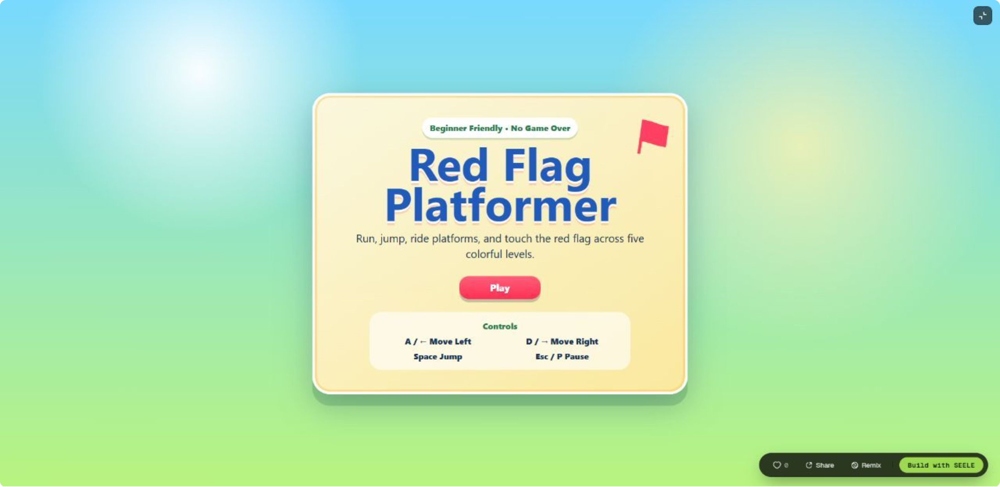 Beginner Friendly • No Game Over
Red Flag
Platformer
Run, jump, ride platforms, and touch the red flag across five
colorful levels.
Play
Controls
A / ← Move Left
D / → Move Right
Space Jump
Esc / P Pause
0 Share Remix Build with SEELE